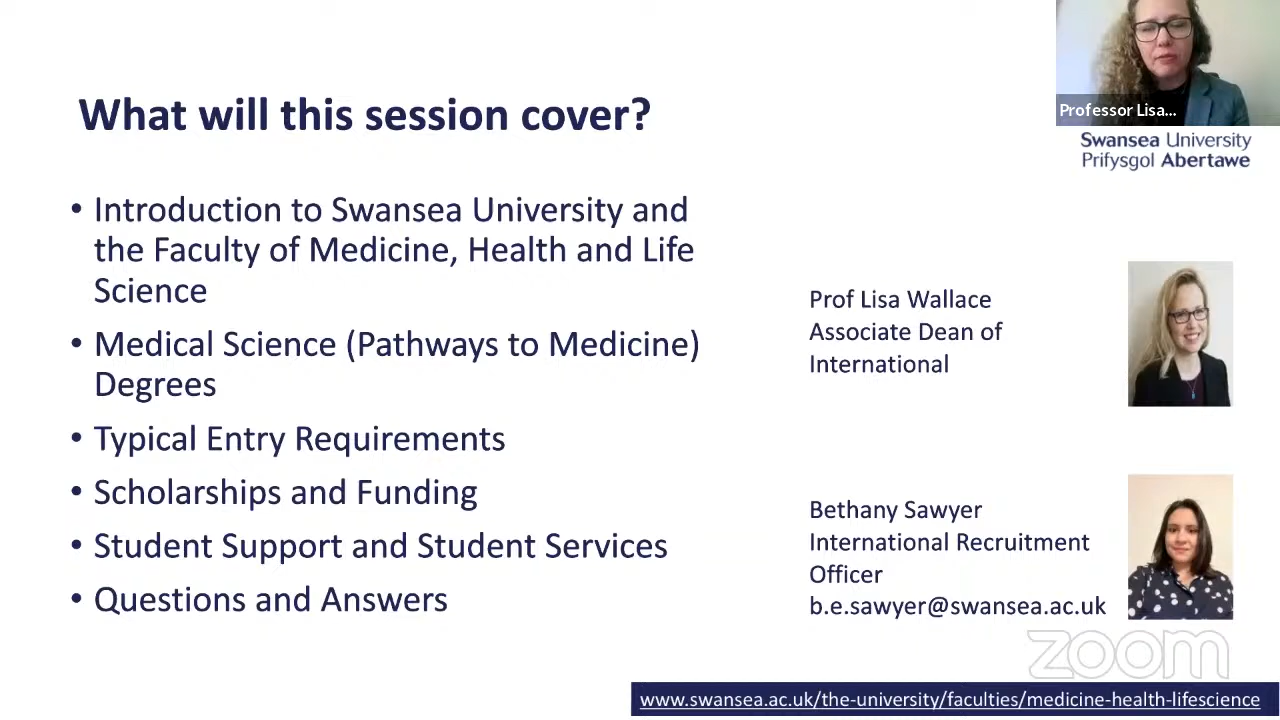 What will this session cover?
Professor Lisa...
Swansea University
Prifysgol Abertawe
• Introduction to Swansea University and
the Faculty of Medicine, Health and Life
Science
• Medical Science (Pathways to Medicine)
Degrees
• Typical Entry Requirements
• Scholarships and Funding
• Student Support and Student Services
• Questions and Answers
Prof Lisa Wallace
Associate Dean of
International
Bethany Sawyer
International Recruitment
Officer
b.e.sawyer@swansea.ac.uk
zoom
www.swansea.ac.uk/the-university/faculties/medicine-health-lifescience